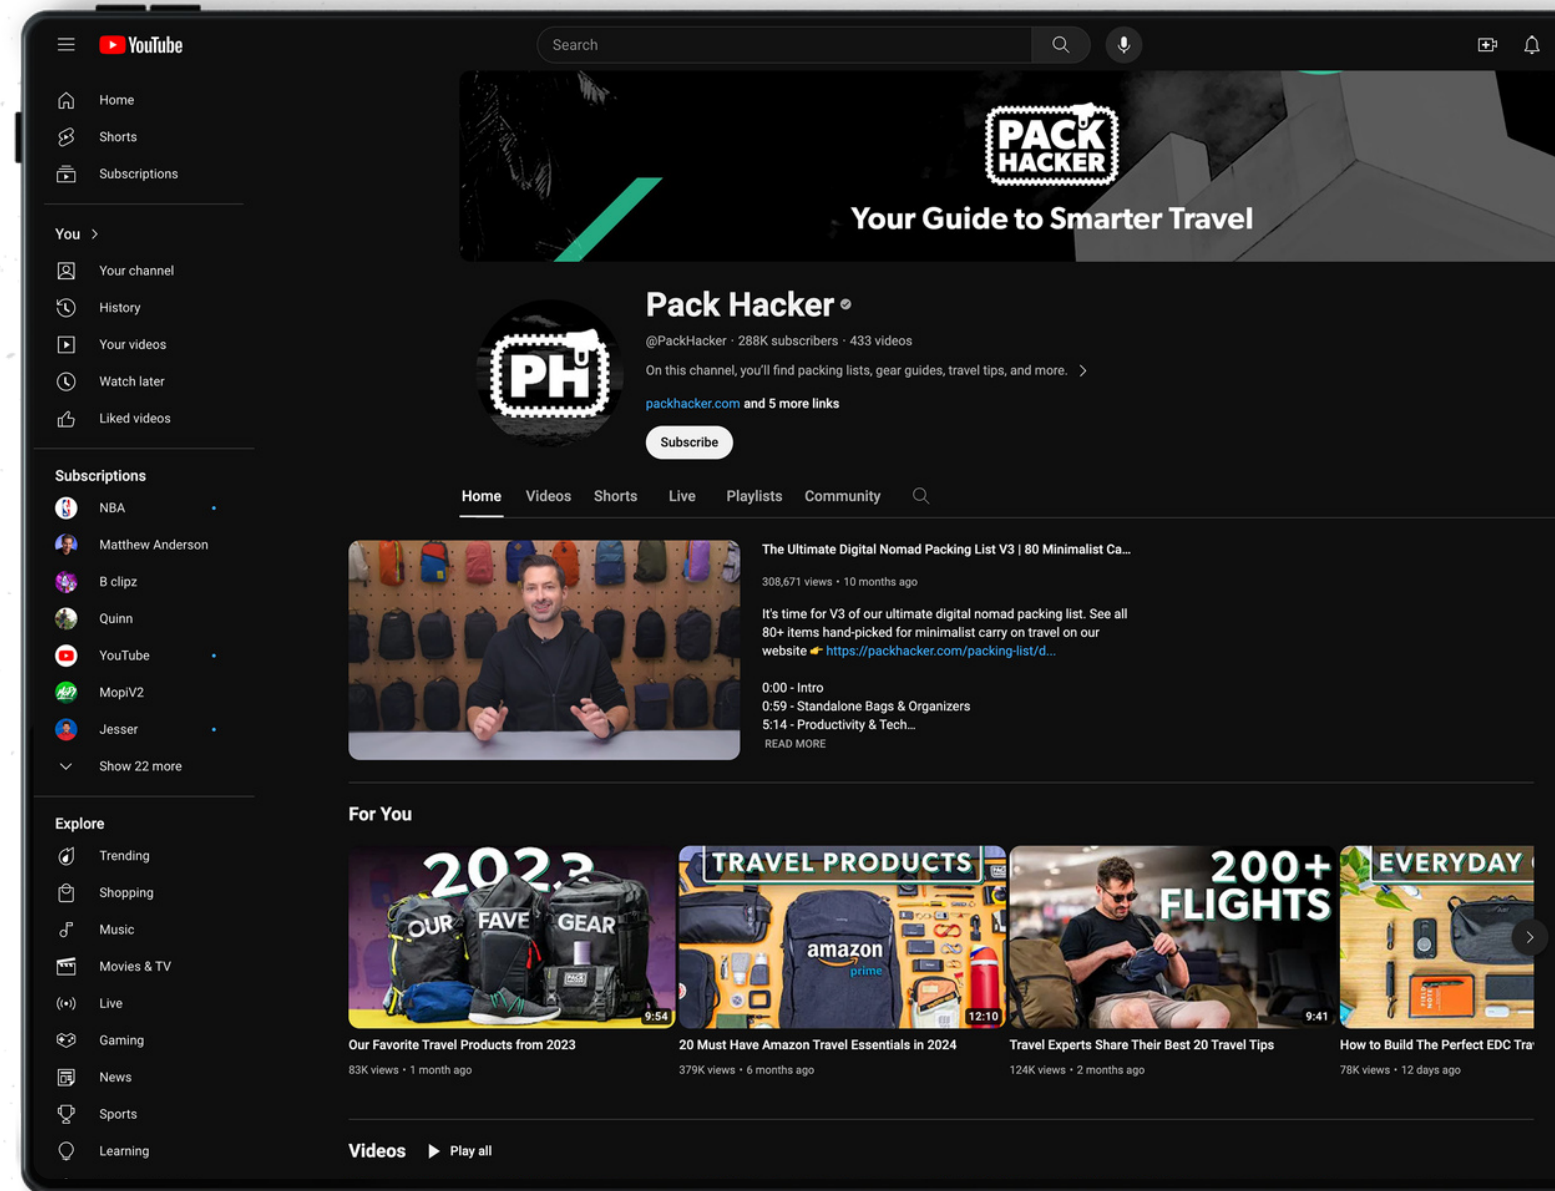 YouTube
Search
Home
Shorts
Subscriptions
You
Your channel
History
Your videos
Watch later
Liked videos
Subscriptions
NBA
Matthew Anderson
B clipz
Quinn
YouTube
MopiV2
Jesser
Show 22 more
Explore
Trending
Shopping
Music
Movies & TV
Live
Gaming
News
Sports
Learning
PACK
HACKER
Your Guide to Smarter Travel
PH
Pack Hacker
@PackHacker · 288K subscribers · 433 videos
On this channel, you'll find packing lists, gear guides, travel tips, and more.
packhacker.com and 5 more links
Subscribe
Home Videos Shorts Live Playlists Community
The Ultimate Digital Nomad Packing List V3 | 80 Minimalist Ca...
308,671 views • 10 months ago
It's time for V3 of our ultimate digital nomad packing list. See all
80+ items hand-picked for minimalist carry on travel on our
website 👉 https://packhacker.com/packing-list/d...
0:00 - Intro
0:59 - Standalone Bags & Organizers
5:14 - Productivity & Tech...
READ MORE
For You
2023
OUR FAVE GEAR
PACK
HACKER
9:54
Our Favorite Travel Products from 2023
83K views • 1 month ago
TRAVEL PRODUCTS
amazon
prime
12:10
20 Must Have Amazon Travel Essentials in 2024
379K views • 6 months ago
200+
FLIGHTS
9:41
Travel Experts Share Their Best 20 Travel Tips
124K views • 2 months ago
EVERYDAY
How to Build The Perfect EDC Tra
78K views • 12 days ago
Videos Play all